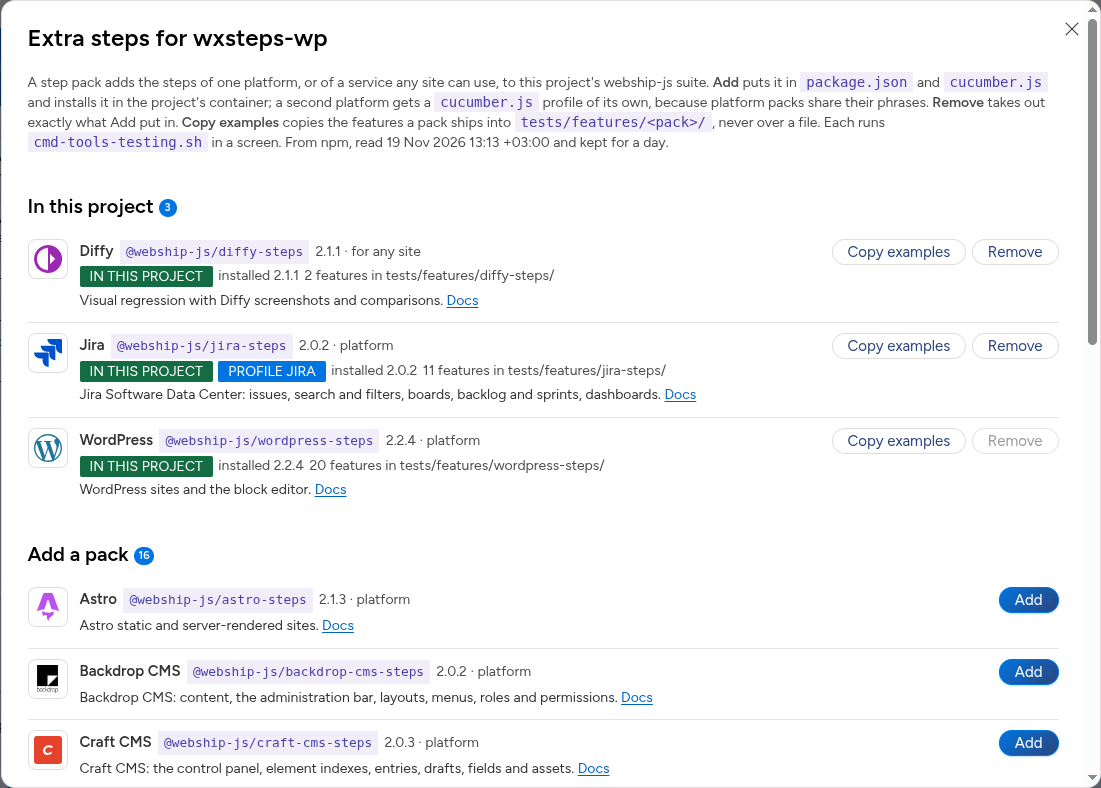 Extra steps for wxsteps-wp
A step pack adds the steps of one platform, or of a service any site can use, to this project's webship-js suite. Add puts it in package.json and cucumber.js
and installs it in the project's container; a second platform gets a cucumber.js profile of its own, because platform packs share their phrases. Remove takes out
exactly what Add put in. Copy examples copies the features a pack ships into tests/features/<pack>/ , never over a file. Each runs
cmd-tools-testing.sh in a screen. From npm, read 19 Nov 2026 13:13 +03:00 and kept for a day.
In this project 3
Diffy @webship-js/diffy-steps 2.1.1 · for any site
Copy examples Remove
IN THIS PROJECT installed 2.1.1 2 features in tests/features/diffy-steps/
Visual regression with Diffy screenshots and comparisons. Docs
Jira @webship-js/jira-steps 2.0.2 · platform
Copy examples Remove
IN THIS PROJECT PROFILE JIRA installed 2.0.2 11 features in tests/features/jira-steps/
Jira Software Data Center: issues, search and filters, boards, backlog and sprints, dashboards. Docs
WordPress @webship-js/wordpress-steps 2.2.4 · platform
Copy examples Remove
IN THIS PROJECT installed 2.2.4 20 features in tests/features/wordpress-steps/
WordPress sites and the block editor. Docs
Add a pack 16
Astro @webship-js/astro-steps 2.1.3 · platform
Add
Astro static and server-rendered sites. Docs
backdrop
Backdrop CMS @webship-js/backdrop-cms-steps 2.0.2 · platform
Add
Backdrop CMS: content, the administration bar, layouts, menus, roles and permissions. Docs
Craft CMS @webship-js/craft-cms-steps 2.0.3 · platform
Add
Craft CMS: the control panel, element indexes, entries, drafts, fields and assets. Docs